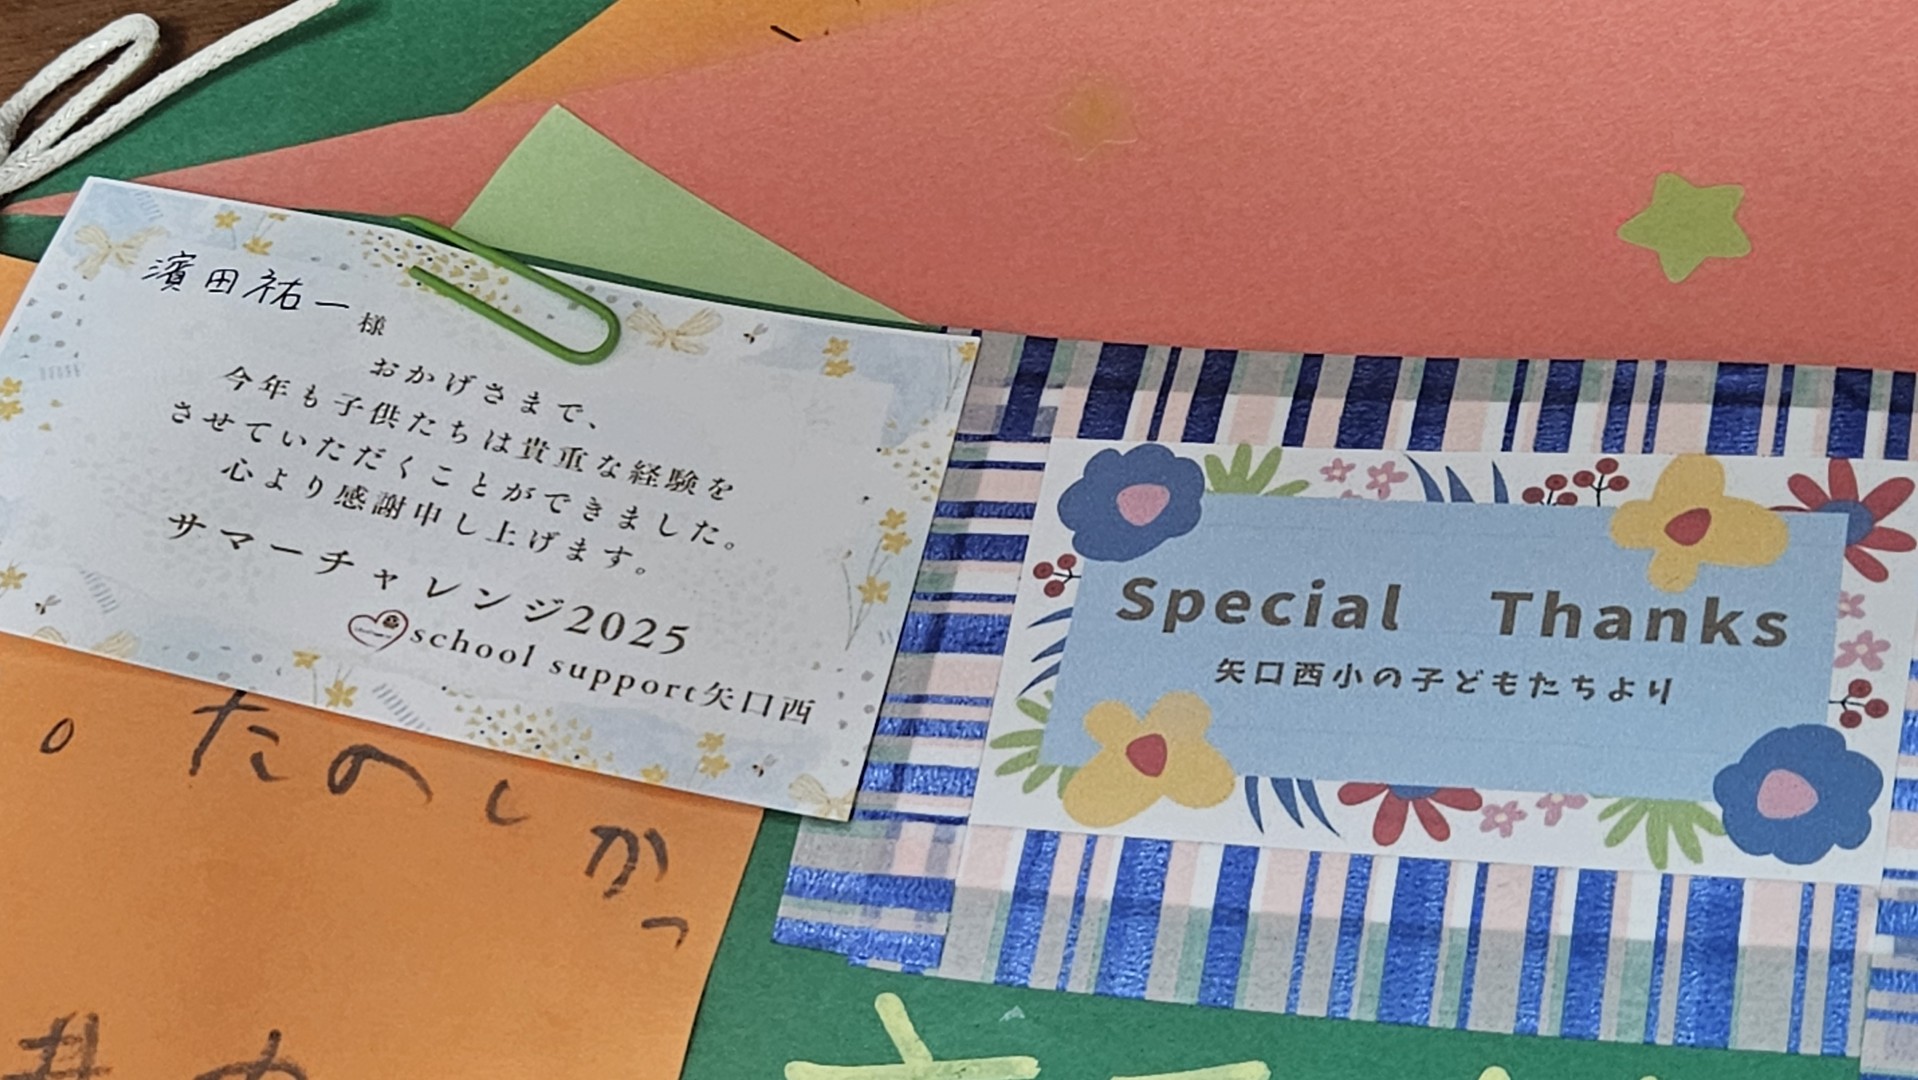 濱田祐一様
おかげさまで、
今年も子供たちは貴重な経験を
させていただくことができました。
心より感謝申し上げます。
サマーチャレンジ2025
school support矢口西
Special Thanks
矢口西小の子どもたちより
。たのしかっ